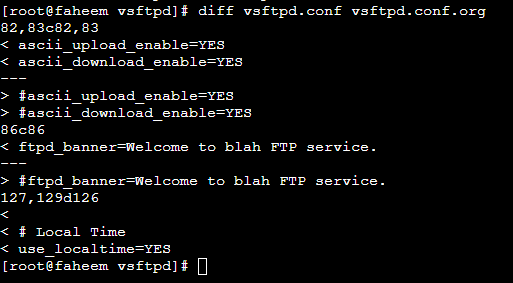 [root@faheem vsftpd]# diff vsftpd.conf vsftpd.conf.org
82,83c82,83
< ascii_upload_enable=YES
< ascii_download_enable=YES
---
> #ascii_upload_enable=YES
> #ascii_download_enable=YES
86c86
< ftpd_banner=Welcome to blah FTP service.
---
> #ftpd_banner=Welcome to blah FTP service.
127,129d126
<
< # Local Time
< use_localtime=YES
[root@faheem vsftpd]#